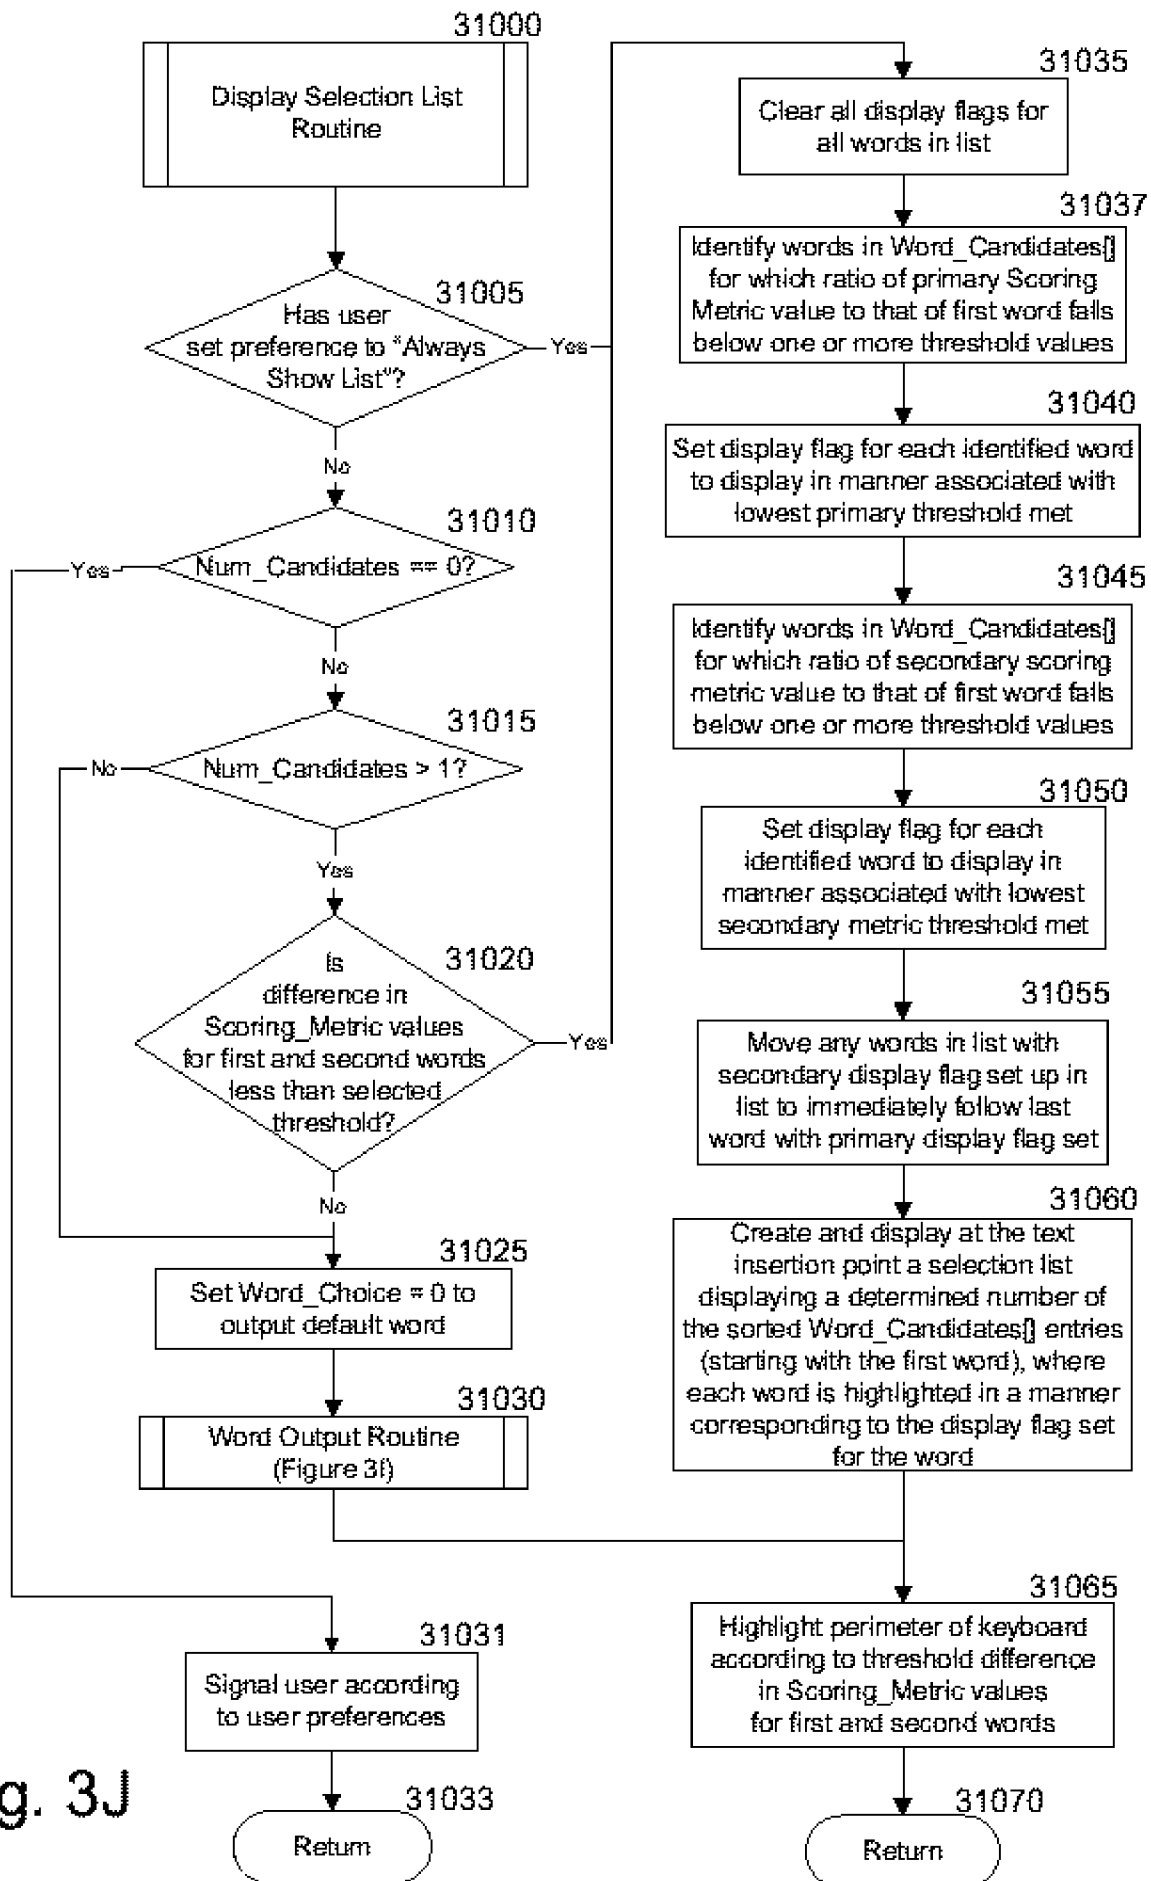 31000
Display Selection List
Routine
31005
Has user
set preference to "Always
Show List"?
Yes
No
31010
Num_Candidates == 0?
Yes
No
31015
Num_Candidates > 1?
No
Yes
31020
Is
difference in
Scoring_Metric values
for first and second words
less than selected
threshold?
Yes
No
31025
Set Word_Choice = 0 to
output default word
31030
Word Output Routine
(Figure 3f)
31031
Signal user according
to user preferences
31033
Return
31035
Clear all display flags for
all words in list
31037
Identify words in Word_Candidates[]
for which ratio of primary Scoring
Metric value to that of first word falls
below one or more threshold values
31040
Set display flag for each identified word
to display in manner associated with
lowest primary threshold met
31045
Identify words in Word_Candidates[]
for which ratio of secondary scoring
metric value to that of first word falls
below one or more threshold values
31050
Set display flag for each
identified word to display in
manner associated with lowest
secondary metric threshold met
31055
Move any words in list with
secondary display flag set up in
list to immediately follow last
word with primary display flag set
31060
Create and display at the text
insertion point a selection list
displaying a determined number of
the sorted Word_Candidates[] entries
(starting with the first word), where
each word is highlighted in a manner
corresponding to the display flag set
for the word
31065
Highlight perimeter of keyboard
according to threshold difference
in Scoring_Metric values
for first and second words
31070
Return
g. 3J